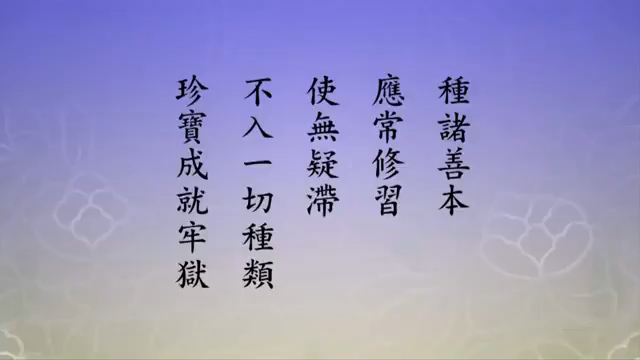 種諸善本
應常修習
使無疑滯
不入一切種類
珍寶成就牢獄